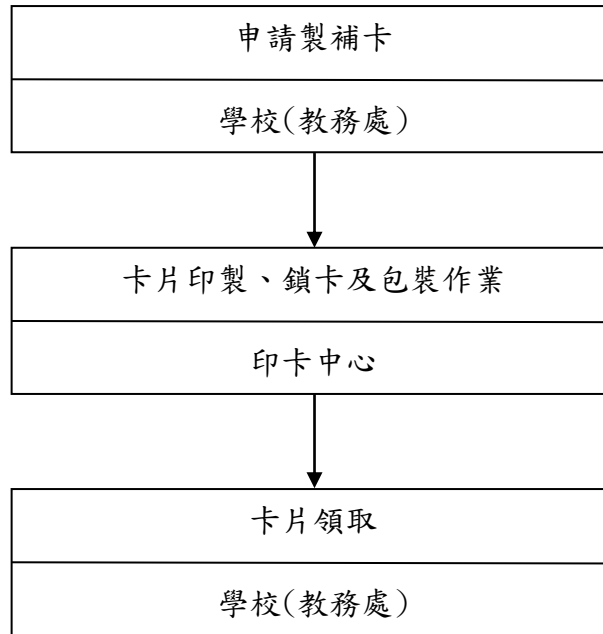 申請製補卡
學校(教務處)
卡片印製、鎖卡及包裝作業
印卡中心
卡片領取
學校(教務處)